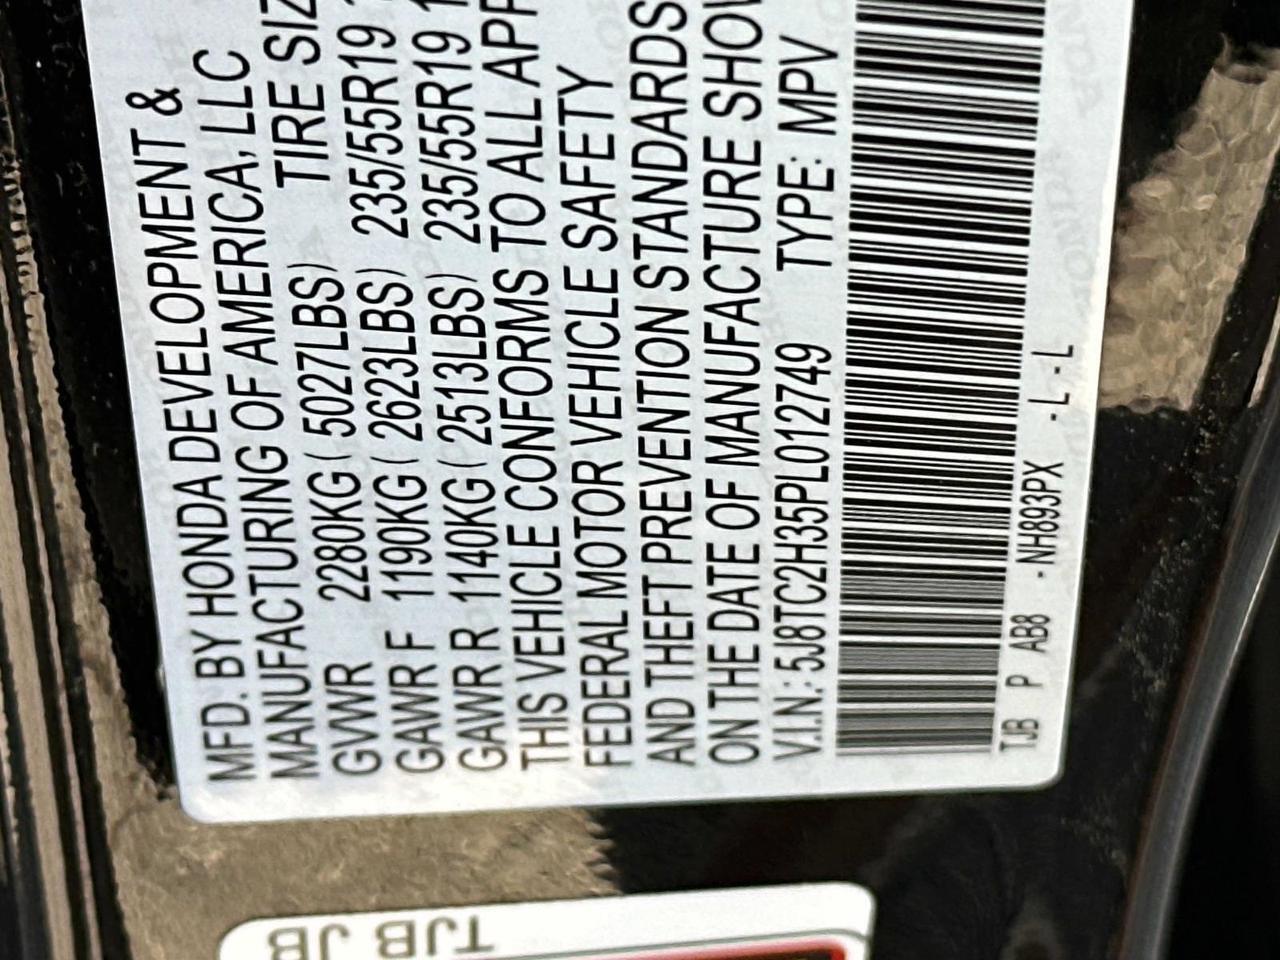 MFD. BY HONDA DEVELOPMENT &
MANUFACTURING OF AMERICA, LLC
TIRE SIZ
GVWR 2280KG( 5027LBS) 235/55R19 1
GAWR F 1190KG( 2623LBS) 235/55R19 1
GAWR R 1140KG( 2513LBS)
THIS VEHICLE CONFORMS TO ALL APP
FEDERAL MOTOR VEHICLE SAFETY
AND THEFT PREVENTION STANDARDS
ON THE DATE OF MANUFACTURE SHOW
V.I.N.: 5J8TC2H35PL012749 TYPE: MPV
TJB P AB8 -NH893PX -L -L
TJB JB